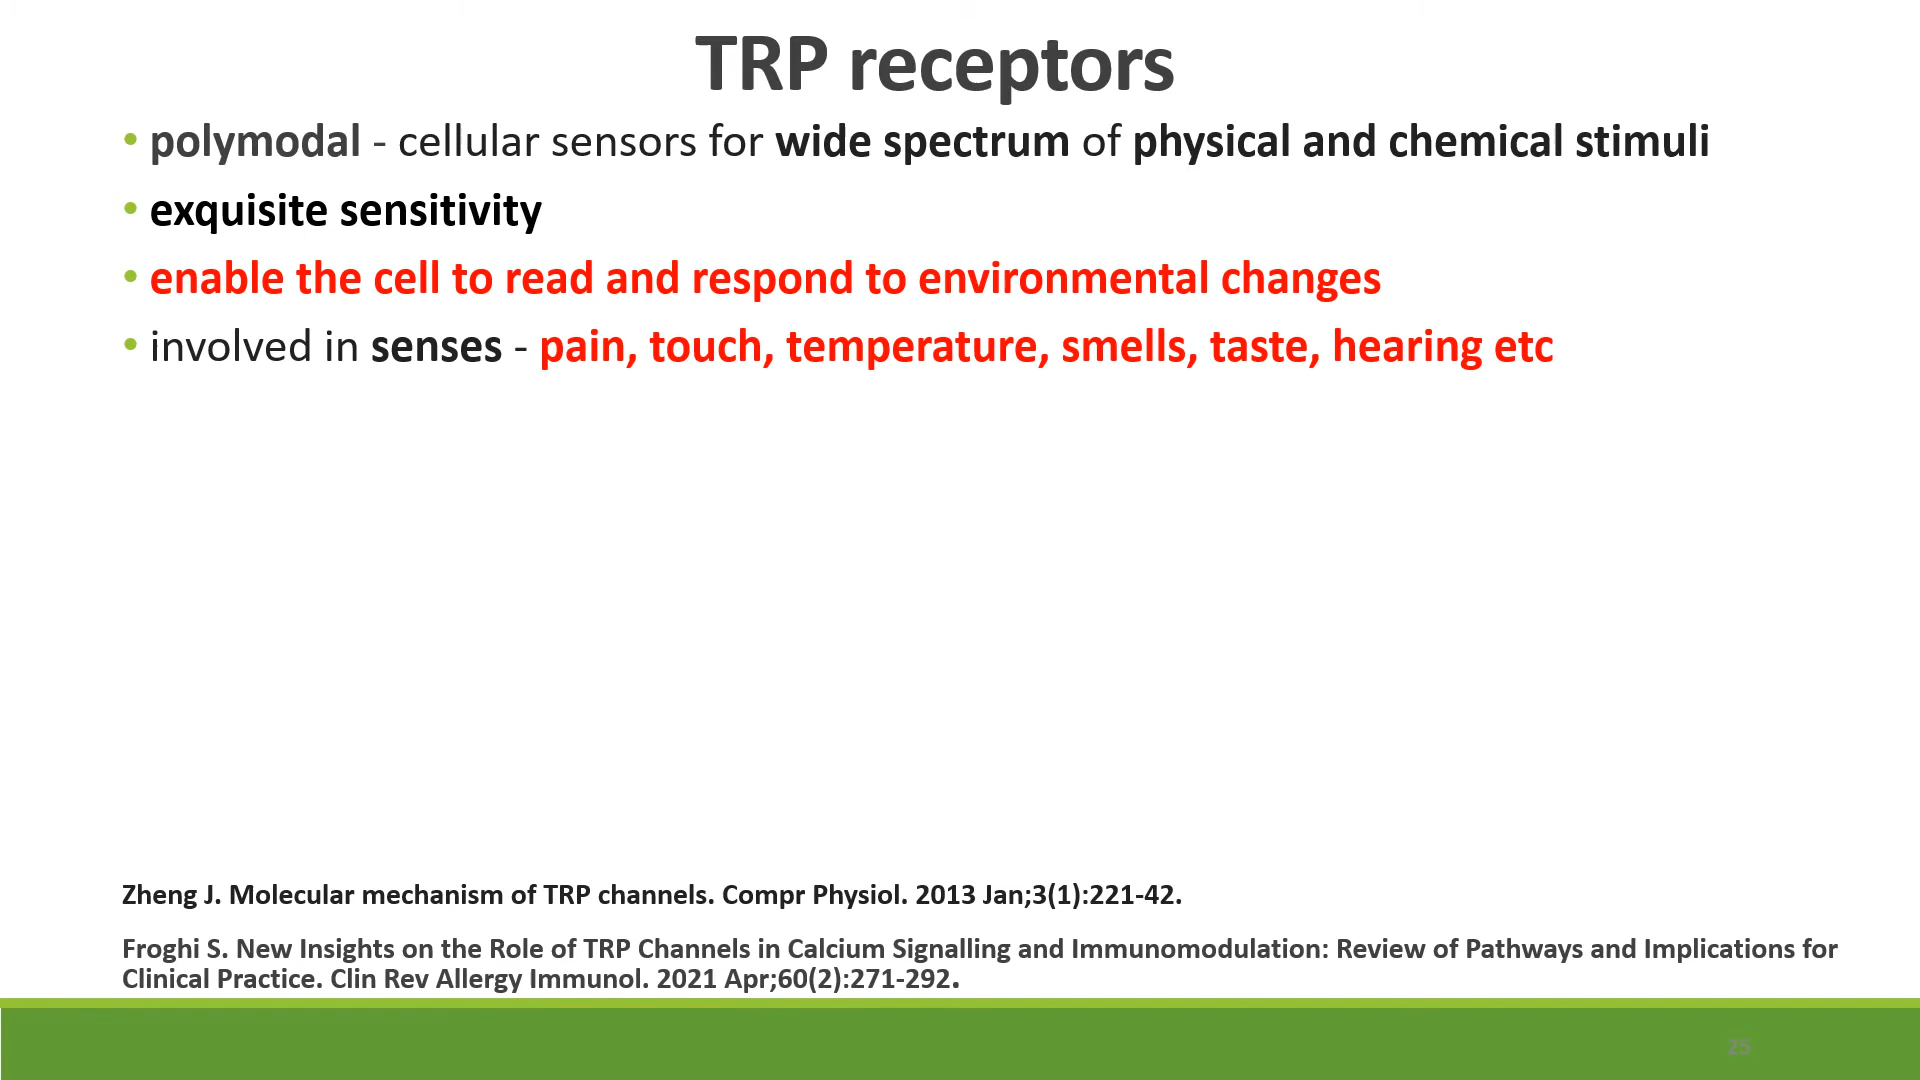 TRP receptors
• polymodal - cellular sensors for wide spectrum of physical and chemical stimuli
• exquisite sensitivity
• enable the cell to read and respond to environmental changes
• involved in senses - pain, touch, temperature, smells, taste, hearing etc
Zheng J. Molecular mechanism of TRP channels. Compr Physiol. 2013 Jan;3(1):221-42.
Froghi S. New Insights on the Role of TRP Channels in Calcium Signalling and Immunomodulation: Review of Pathways and Implications for
Clinical Practice. Clin Rev Allergy Immunol. 2021 Apr;60(2):271-292.
25